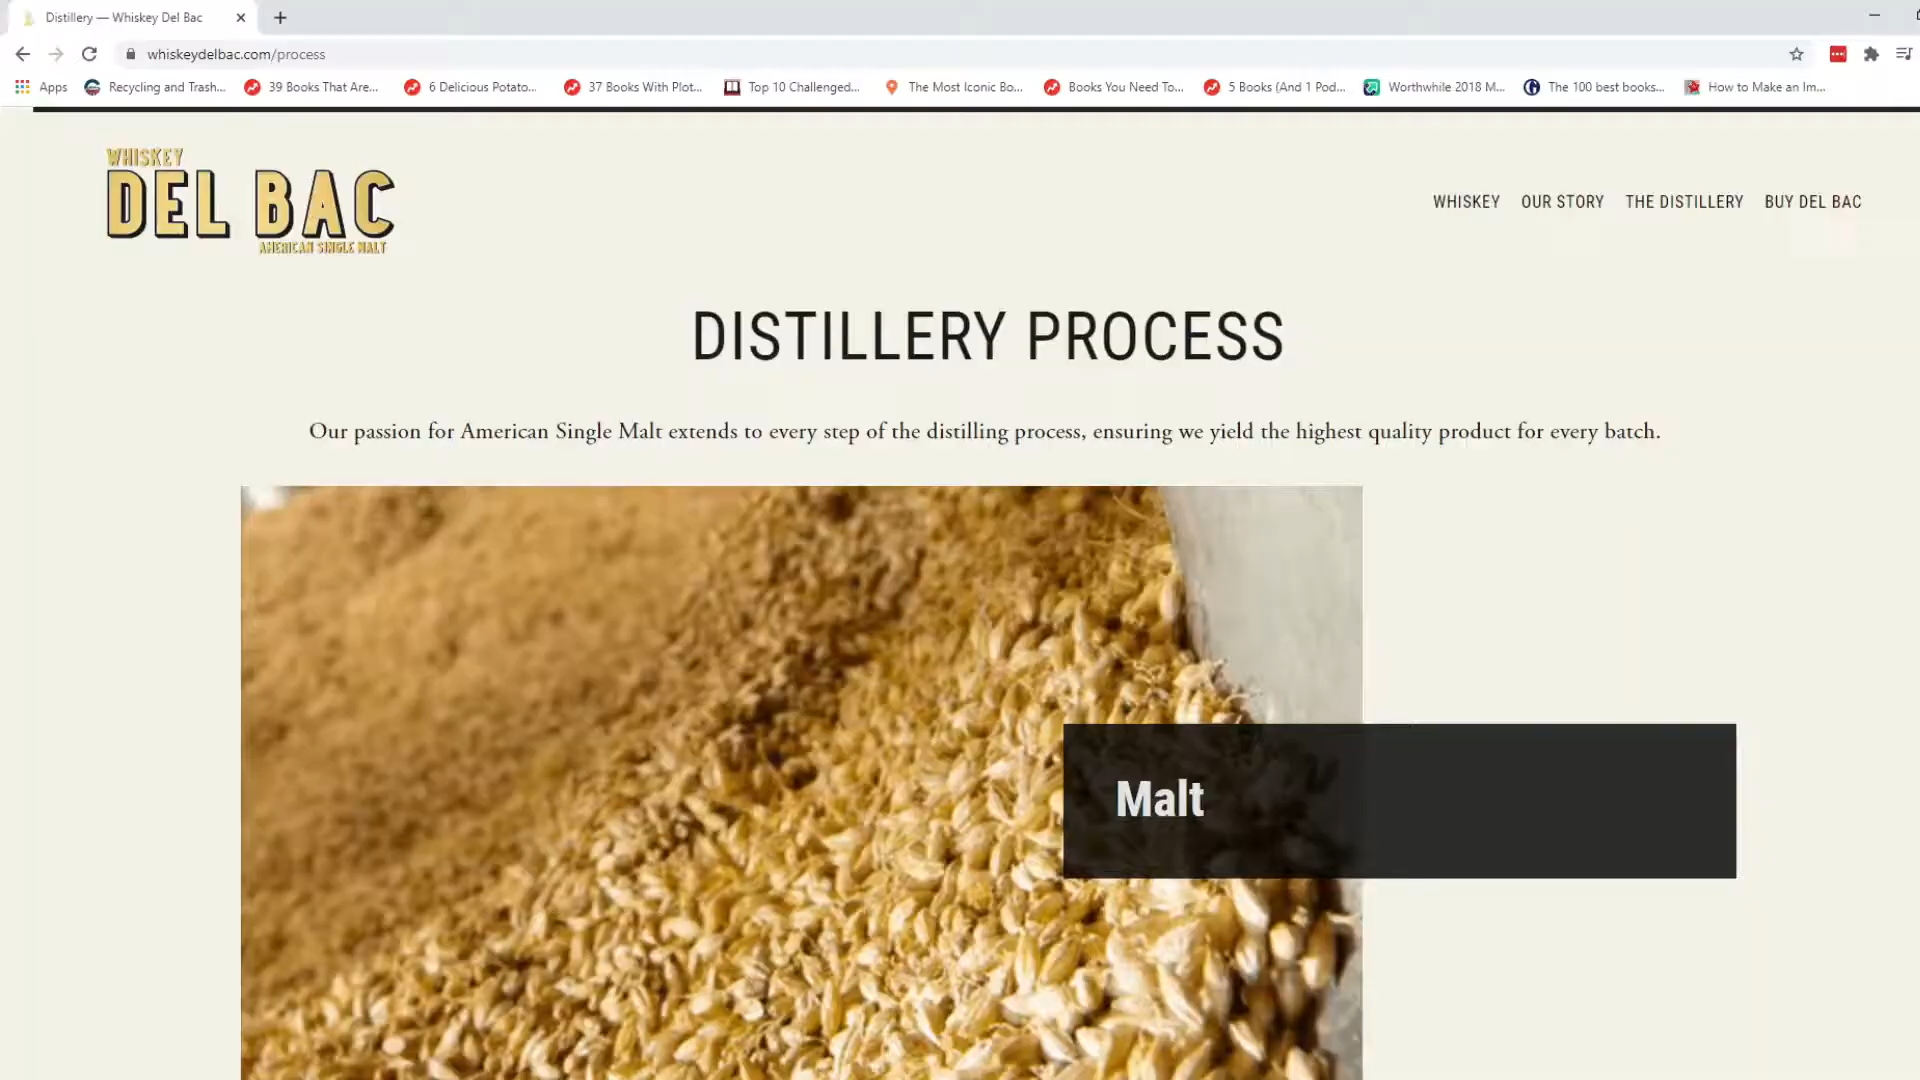 Distillery — Whiskey Del Bac
whiskeydelbac.com/process
Apps
Recycling and Trash...
39 Books That Are...
6 Delicious Potato...
37 Books With Plot...
Top 10 Challenged...
The Most Iconic Bo...
Books You Need To...
5 Books (And 1 Pod...
Worthwhile 2018 M...
The 100 best books...
How to Make an Im...
WHISKEY
DEL BAC
AMERICAN SINGLE MALT
WHISKEY
OUR STORY
THE DISTILLERY
BUY DEL BAC
DISTILLERY PROCESS
Our passion for American Single Malt extends to every step of the distilling process, ensuring we yield the highest quality product for every batch.
Malt